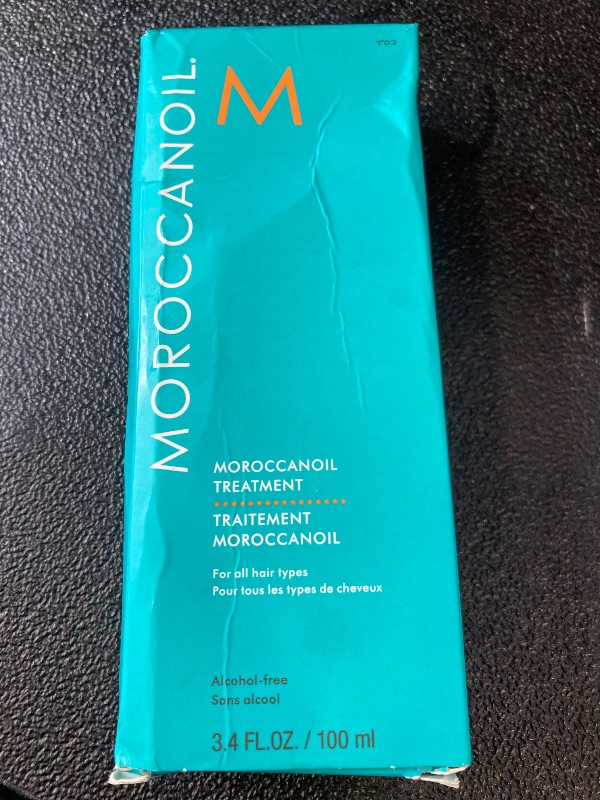 MOROCCANOIL®
M
MOROCCANOIL
TREATMENT
TRAITEMENT
MOROCCANOIL
For all hair types
Pour tous les types de cheveux
Alcohol-free
Sans alcool
3.4 FL.OZ. / 100 ml